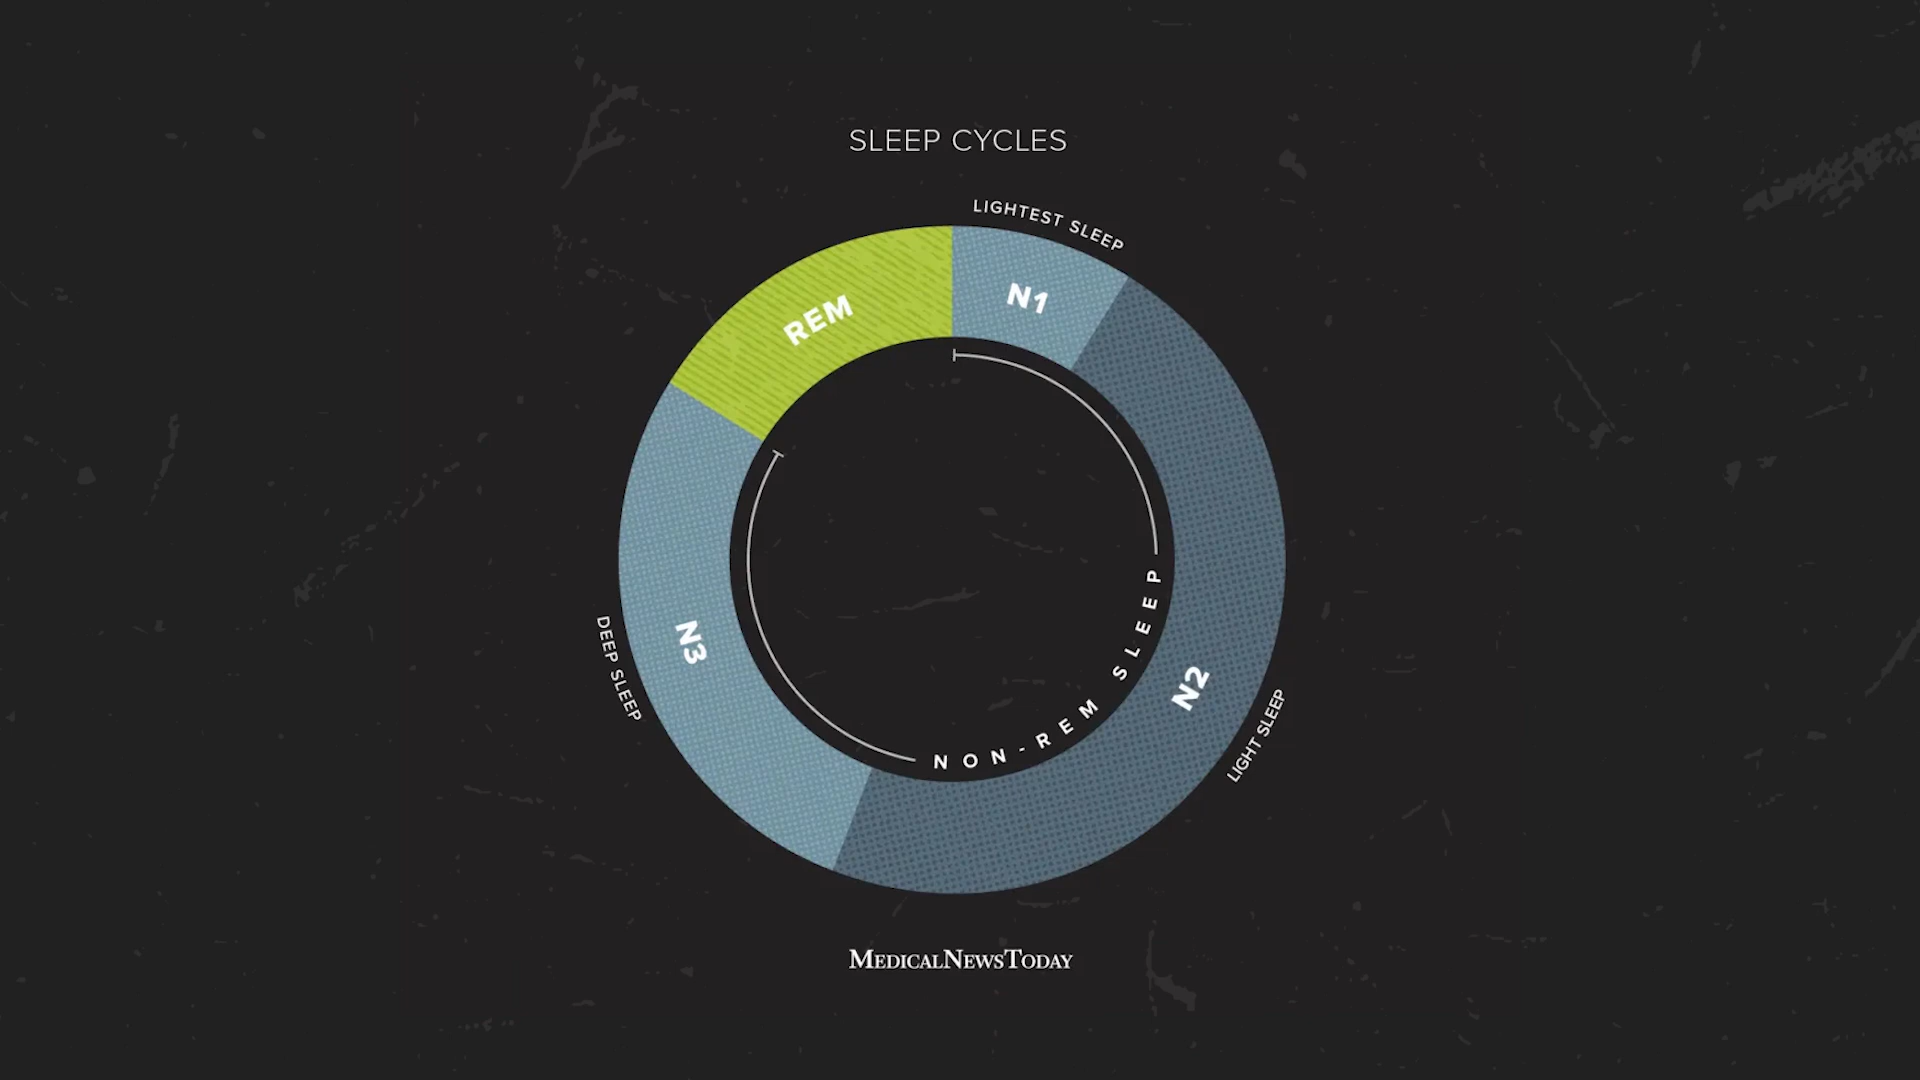 SLEEP CYCLES
LIGHTEST SLEEP
N1
REM
N2
LIGHT SLEEP
NON-REM SLEEP
N3
DEEP SLEEP
MEDICALNEWSTODAY